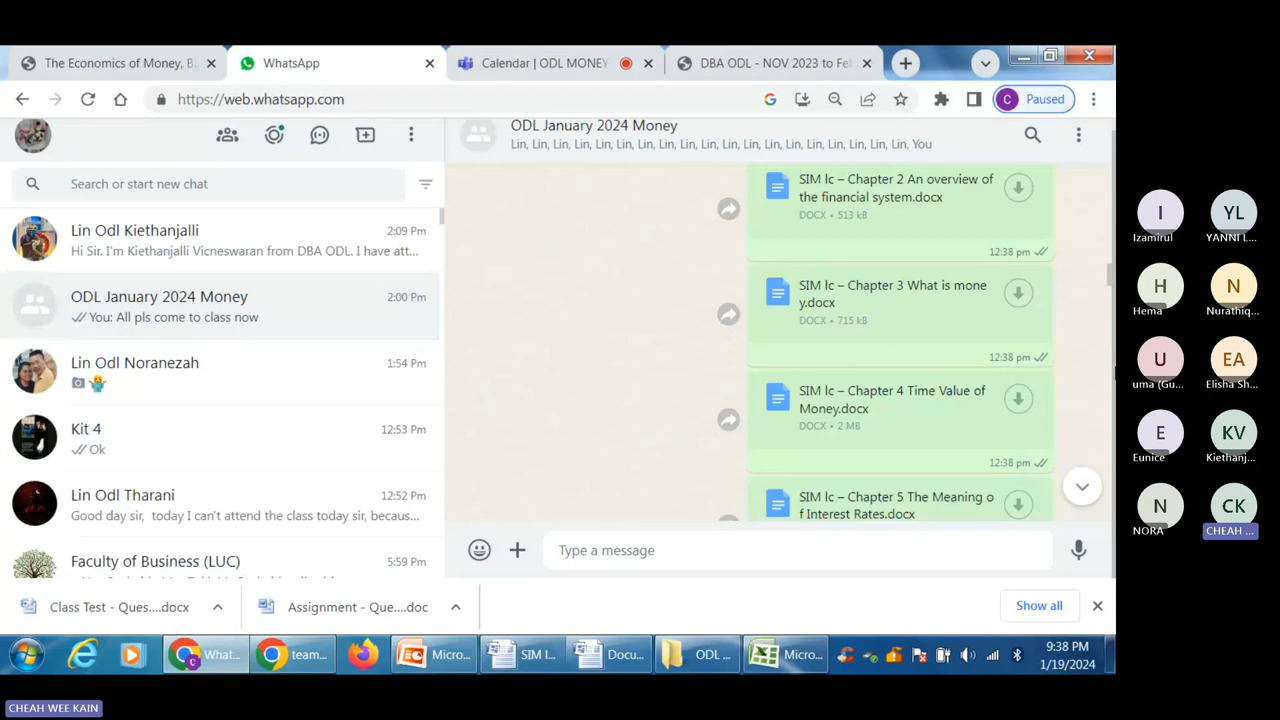 The Economics of Money, B
WhatsApp
Calendar | ODL MONEY
DBA ODL - NOV 2023 to Fe
https://web.whatsapp.com
C
Paused
ODL January 2024 Money
Lin, Lin, Lin, Lin, Lin, Lin, Lin, Lin, Lin, Lin, Lin, Lin, Lin, Lin, Lin, Lin, Lin, Lin, Lin, You
Search or start new chat
Lin Odl Kiethanjalli
2:09 Pm
Hi Sir. I'm Kiethanjalli Vicneswaran from DBA ODL. I have att...
ODL January 2024 Money
2:00 Pm
You: All pls come to class now
Lin Odl Noranezah
1:54 Pm
Kit 4
12:53 Pm
Ok
Lin Odl Tharani
12:52 Pm
Good day sir, today I can't attend the class today sir, becaus...
Faculty of Business (LUC)
5:59 Pm
SIM lc – Chapter 2 An overview of
the financial system.docx
DOCX • 513 kB
12:38 pm
SIM lc – Chapter 3 What is mone
y.docx
DOCX • 715 kB
12:38 pm
SIM lc – Chapter 4 Time Value of
Money.docx
DOCX • 2 MB
12:38 pm
SIM lc – Chapter 5 The Meaning o
f Interest Rates.docx
Type a message
Class Test - Ques....docx
Assignment - Que....doc
Show all
What...
team...
Micro...
SIM l...
Docu...
ODL ...
Micro...
9:38 PM
1/19/2024
I
YL
Izamirul
YANNI L...
H
N
Hema
Nurathiq...
U
EA
uma (Gu...
Elisha Sh...
E
KV
Eunice
Kiethanj...
N
CK
NORA
CHEAH ...
CHEAH WEE KAIN